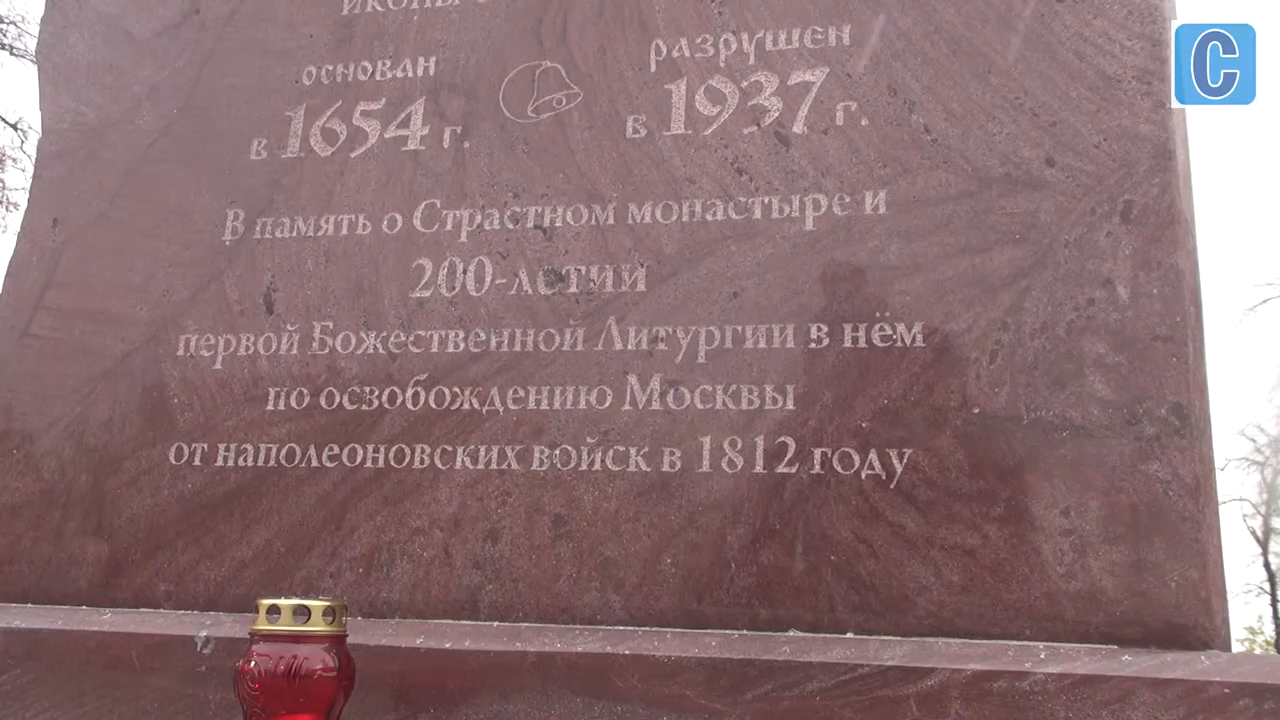 иконы
основан
разрушен
в 1654 г.
в 1937 г.
В память о Страстном монастыре и
200-летии
первой Божественной Литургии в нём
по освобождению Москвы
от наполеоновских войск в 1812 году
C